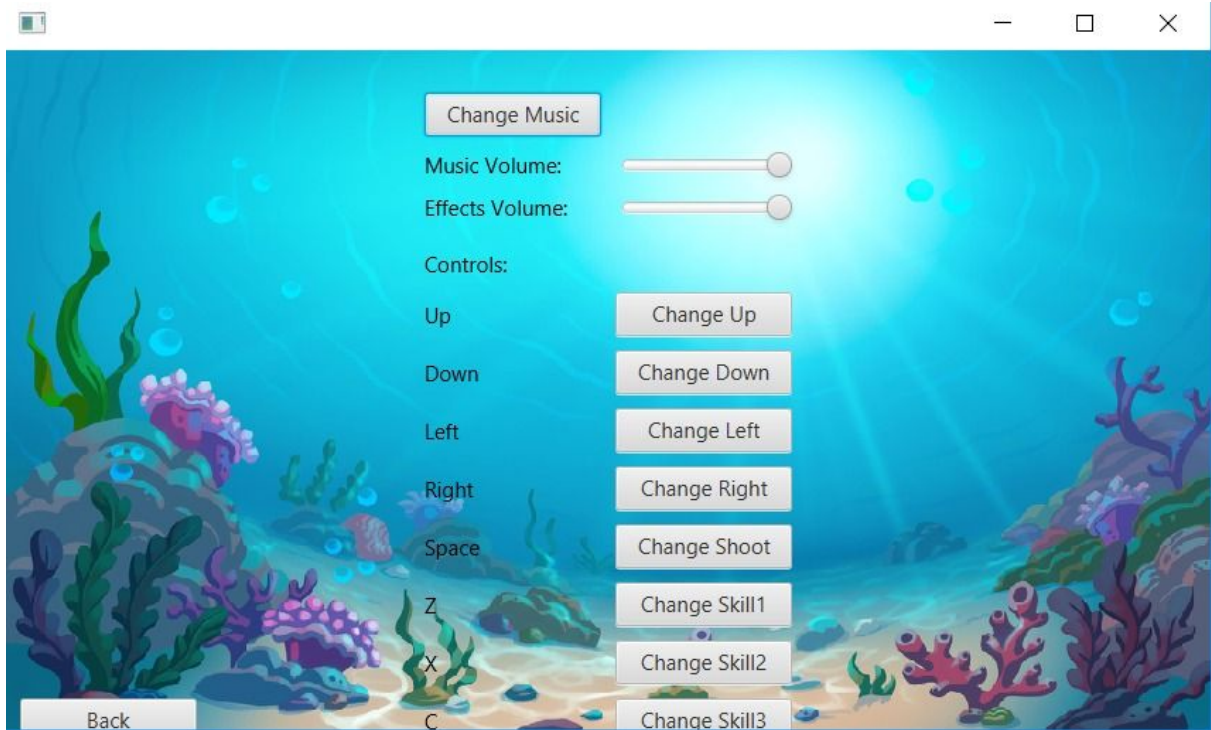 Change Music
Music Volume:
Effects Volume:
Controls:
Up Change Up
Down Change Down
Left Change Left
Right Change Right
Space Change Shoot
Z Change Skill1
X Change Skill2
C Change Skill3
Back